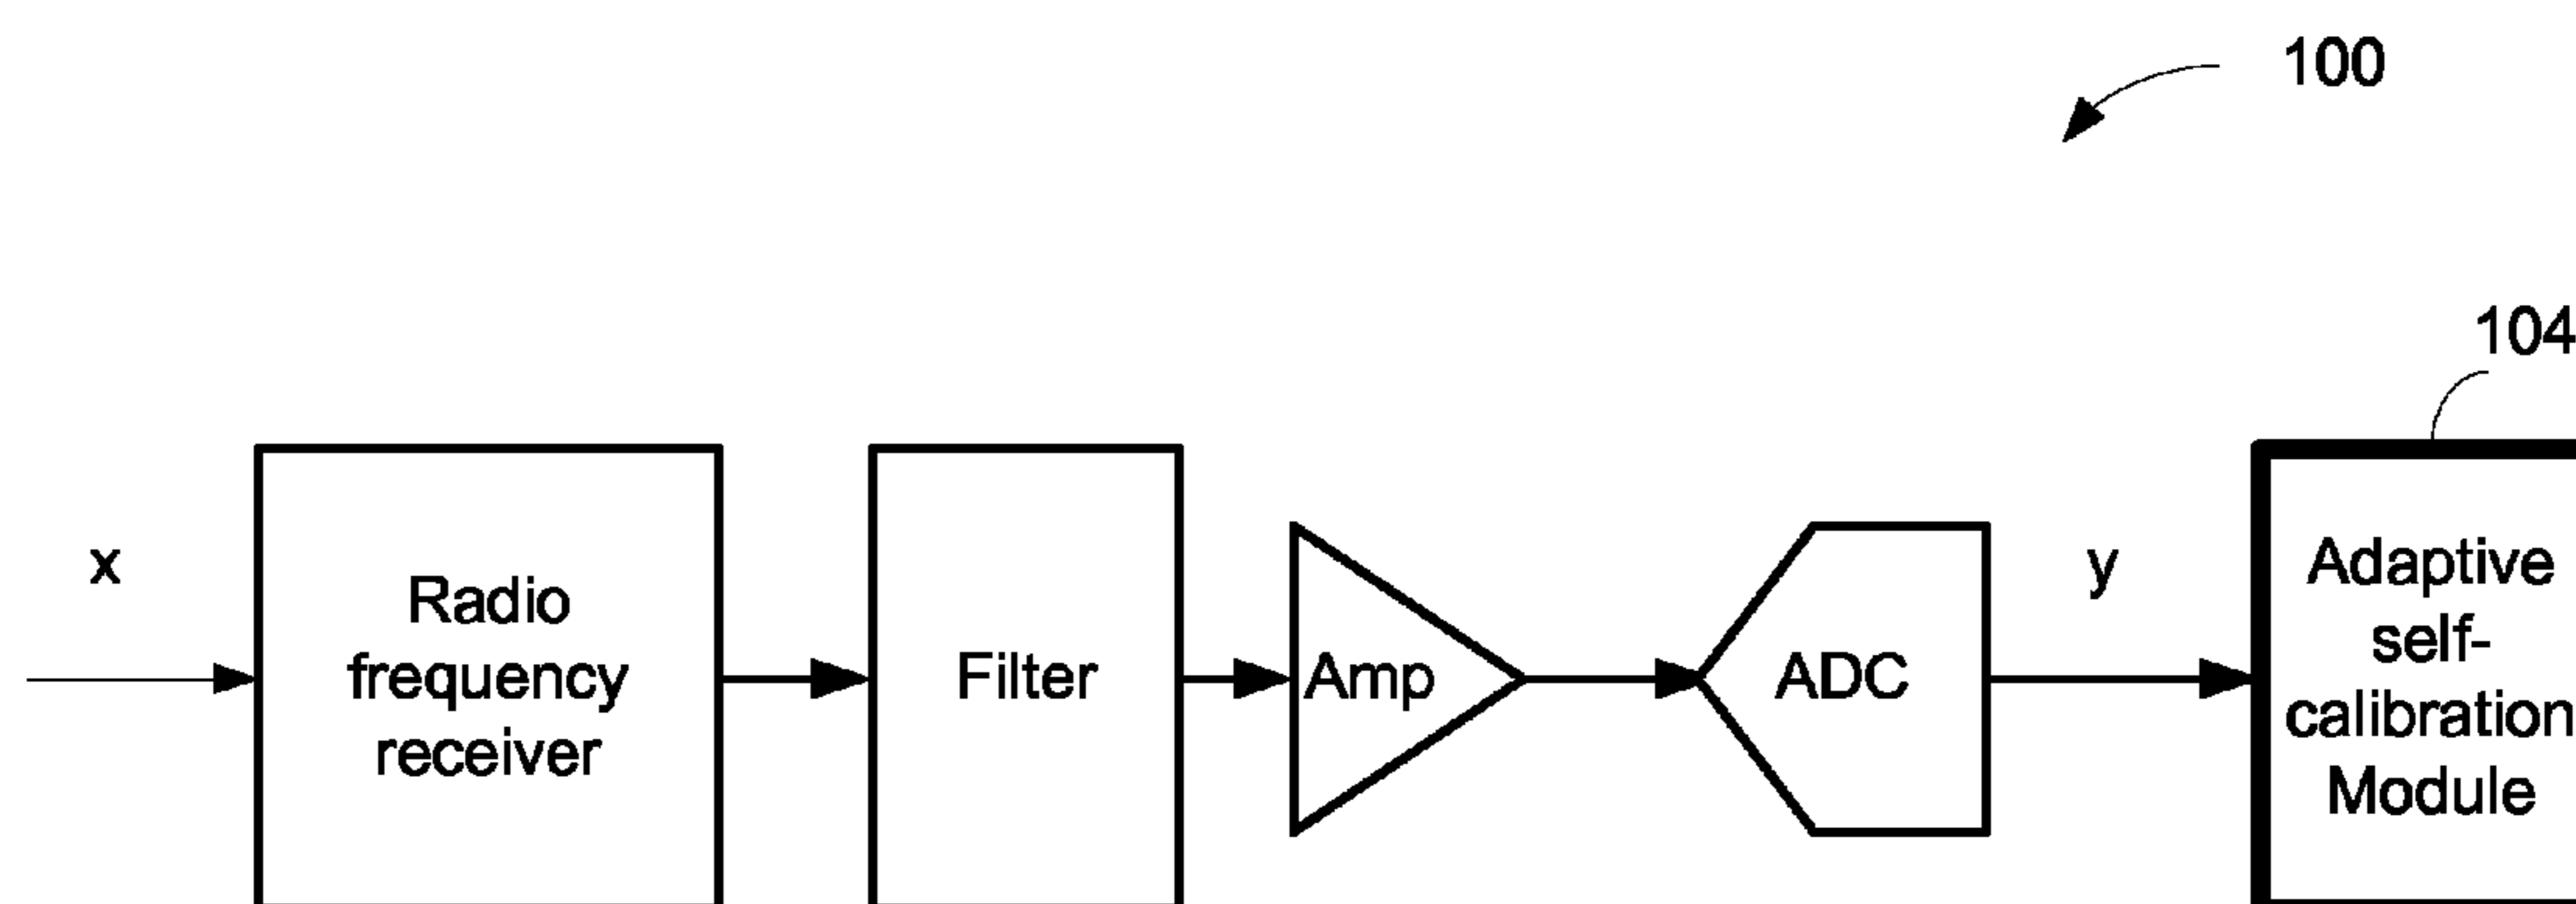 100
104
x
Radio
frequency
receiver
Filter
Amp
ADC
y
Adaptive
self-
calibration
Module